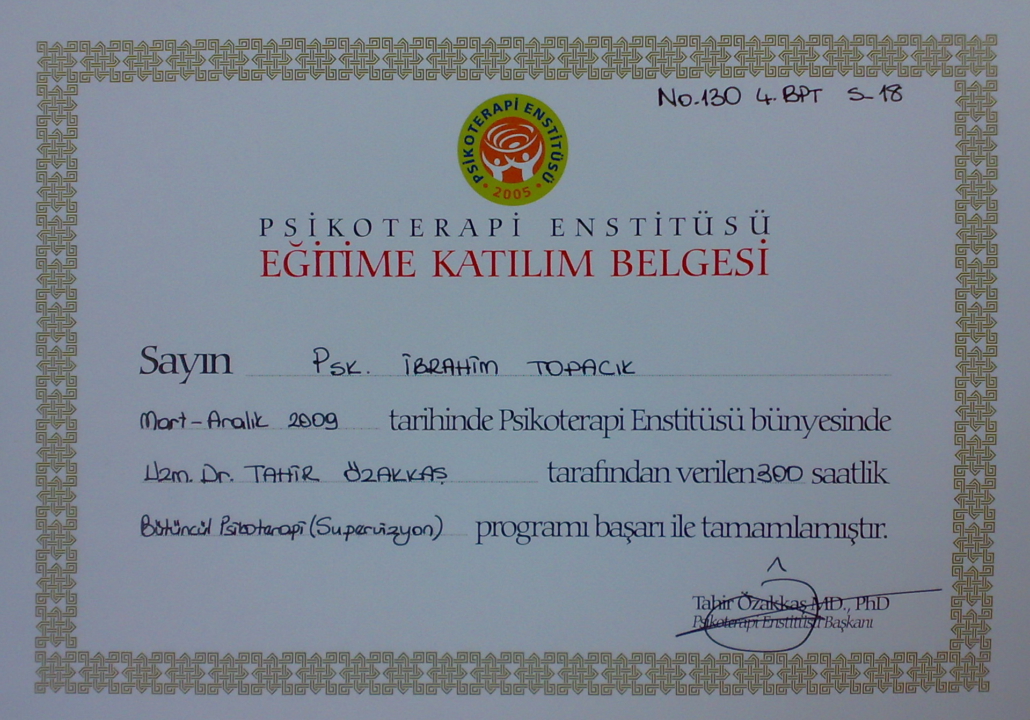 No.130 4. BPT S-18
PSİKOTERAPİ ENSTİTÜSÜ
• 2005 •
PSİKOTERAPİ ENSTİTÜSÜ
EĞİTİME KATILIM BELGESİ
Sayın Psk. İBRAHİM TOPACIK
Mart-Aralık 2009 tarihinde Psikoterapi Enstitüsü bünyesinde
Uzm. Dr. TAHİR ÖZAKKAŞ tarafından verilen 300 saatlik
Bütüncül Psikoterapi (Supervizyon) programı başarı ile tamamlamıştır.
Tahir Özakkaş MD., PhD
Psikoterapi Enstitüsü Başkanı